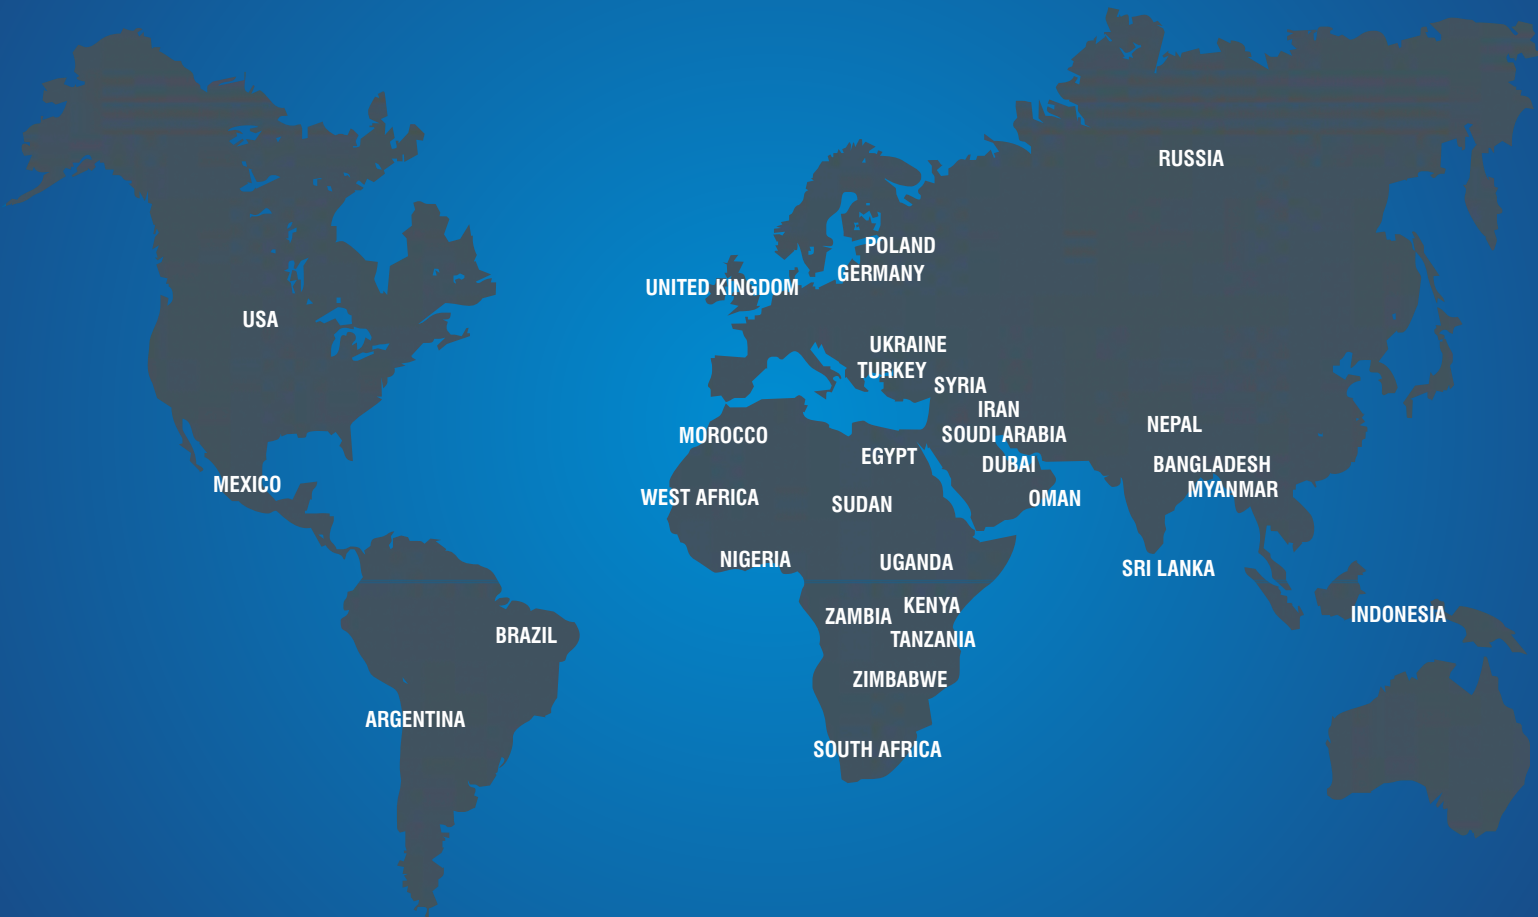 RUSSIA
POLAND
GERMANY
UNITED KINGDOM
USA
UKRAINE
TURKEY
SYRIA
IRAN
NEPAL
MOROCCO
SOUDI ARABIA
EGYPT
DUBAI
BANGLADESH
MEXICO
MYANMAR
WEST AFRICA
OMAN
SUDAN
NIGERIA
UGANDA
SRI LANKA
KENYA
ZAMBIA
INDONESIA
BRAZIL
TANZANIA
ZIMBABWE
ARGENTINA
SOUTH AFRICA